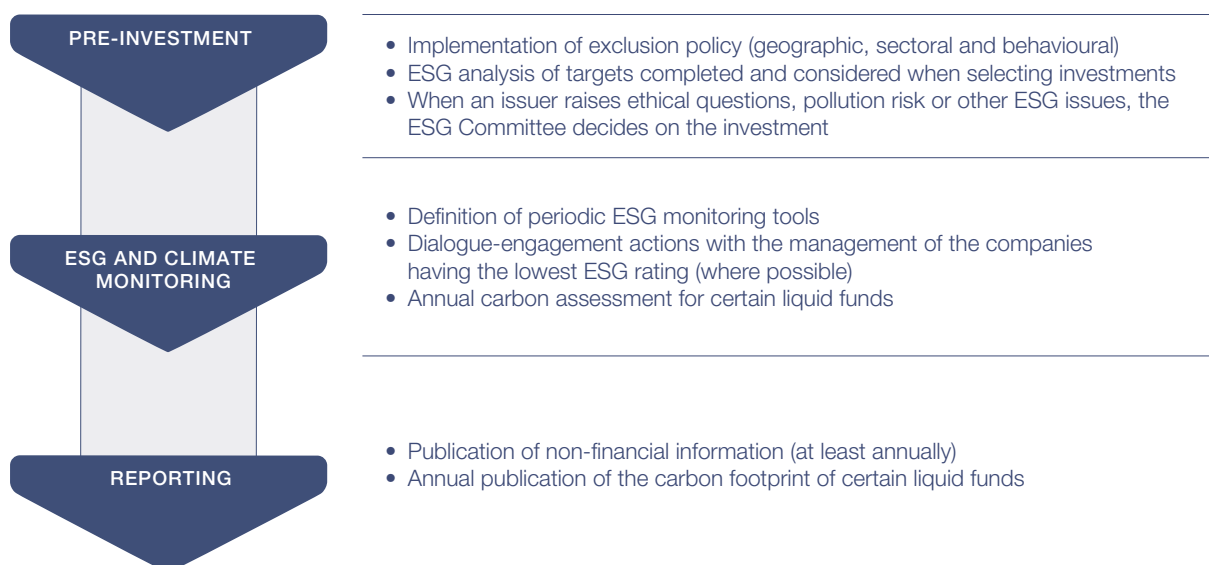 PRE-INVESTMENT
• Implementation of exclusion policy (geographic, sectoral and behavioural)
• ESG analysis of targets completed and considered when selecting investments
• When an issuer raises ethical questions, pollution risk or other ESG issues, the
ESG Committee decides on the investment
ESG AND CLIMATE
MONITORING
• Definition of periodic ESG monitoring tools
• Dialogue-engagement actions with the management of the companies
having the lowest ESG rating (where possible)
• Annual carbon assessment for certain liquid funds
REPORTING
• Publication of non-financial information (at least annually)
• Annual publication of the carbon footprint of certain liquid funds